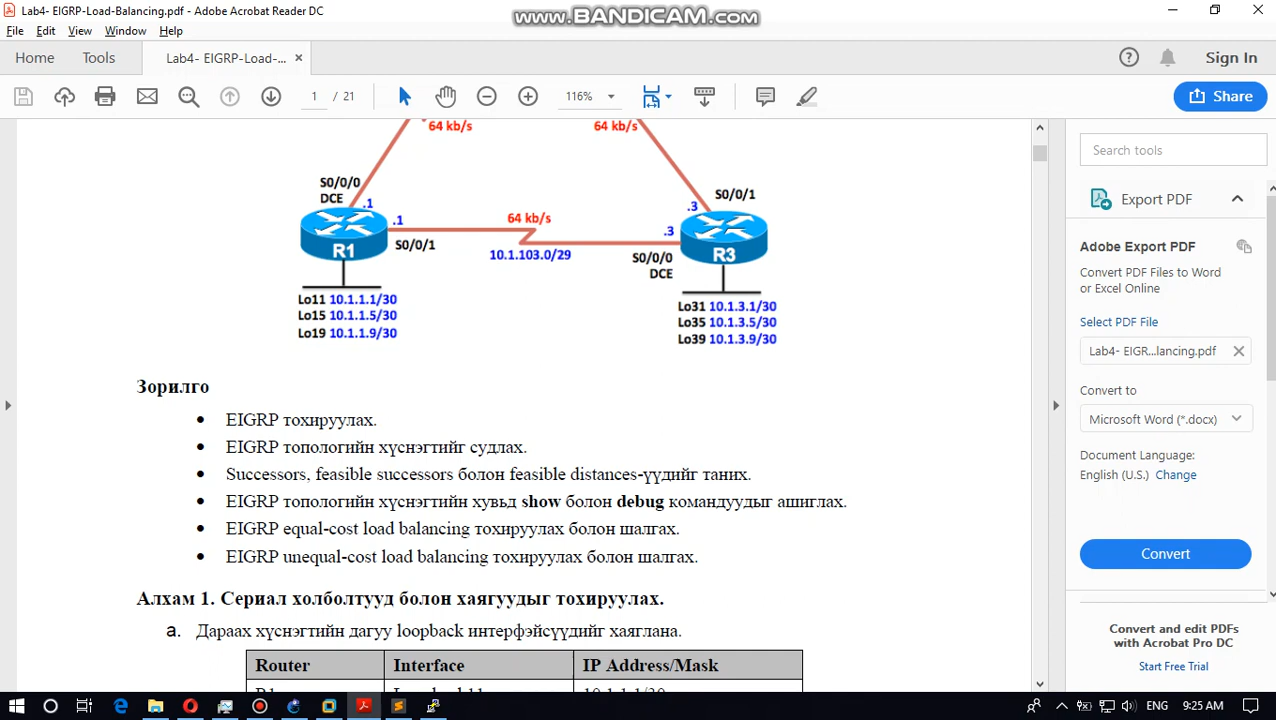 Lab4- EIGRP-Load-Balancing.pdf - Adobe Acrobat Reader DC
www.BANDICAM.com
File Edit View Window Help
Home Tools Lab4- EIGRP-Load-... × Sign In
1 / 21 116% Share
64 kb/s 64 kb/s
S0/0/0
DCE
.1
.1
R1
S0/0/1
64 kb/s
10.1.103.0/29
S0/0/1
.3
.3
S0/0/0
DCE
R3
Lo11 10.1.1.1/30
Lo15 10.1.1.5/30
Lo19 10.1.1.9/30
Lo31 10.1.3.1/30
Lo35 10.1.3.5/30
Lo39 10.1.3.9/30
Зорилго
• EIGRP тохируулах.
• EIGRP топологийн хүснэгтийг судлах.
• Successors, feasible successors болон feasible distances-үүдийг таних.
• EIGRP топологийн хүснэгтийн хувьд show болон debug командуудыг ашиглах.
• EIGRP equal-cost load balancing тохируулах болон шалгах.
• EIGRP unequal-cost load balancing тохируулах болон шалгах.
Алхам 1. Сериал холболтууд болон хаягуудыг тохируулах.
a. Дараах хүснэгтийн дагуу loopback интерфэйсүүдийг хаяглана.
Router Interface IP Address/Mask
Search tools
Export PDF
Adobe Export PDF
Convert PDF Files to Word
or Excel Online
Select PDF File
Lab4- EIGR...lancing.pdf
Convert to
Microsoft Word (*.docx)
Document Language:
English (U.S.) Change
Convert
Convert and edit PDFs
with Acrobat Pro DC
Start Free Trial
ENG 9:25 AM